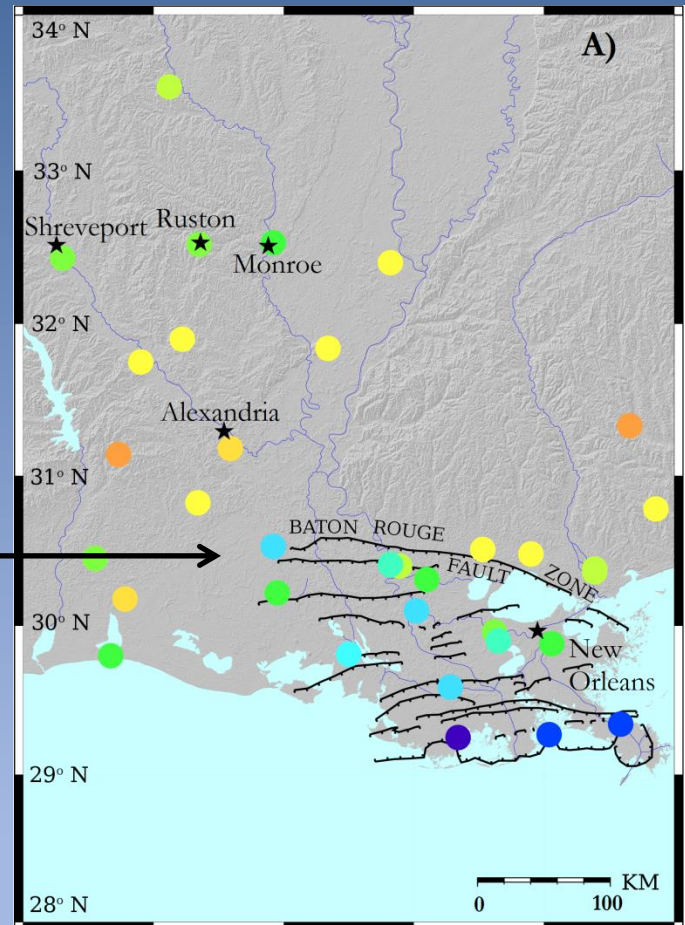 34° N
A)
33° N
Shreveport
Ruston
Monroe
32° N
Alexandria
31° N
BATON ROUGE
FAULT ZONE
30° N
New
Orleans
29° N
KM
0 100
28° N